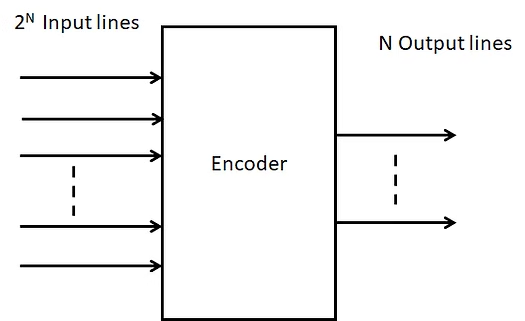 2ᴺ Input lines
N Output lines
Encoder